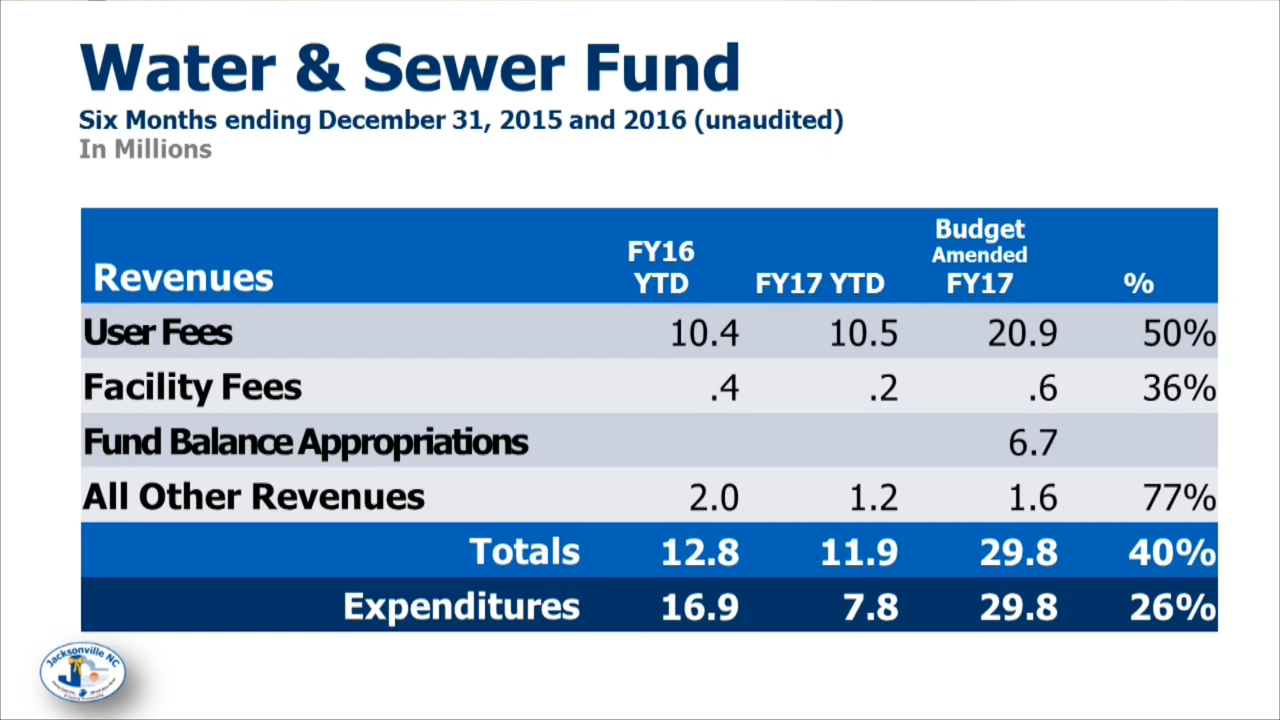 Water & Sewer Fund
Six Months ending December 31, 2015 and 2016 (unaudited)
In Millions
Revenues FY16 YTD FY17 YTD Budget Amended FY17 %
User Fees 10.4 10.5 20.9 50%
Facility Fees .4 .2 .6 36%
Fund Balance Appropriations 6.7
All Other Revenues 2.0 1.2 1.6 77%
Totals 12.8 11.9 29.8 40%
Expenditures 16.9 7.8 29.8 26%
Jacksonville NC